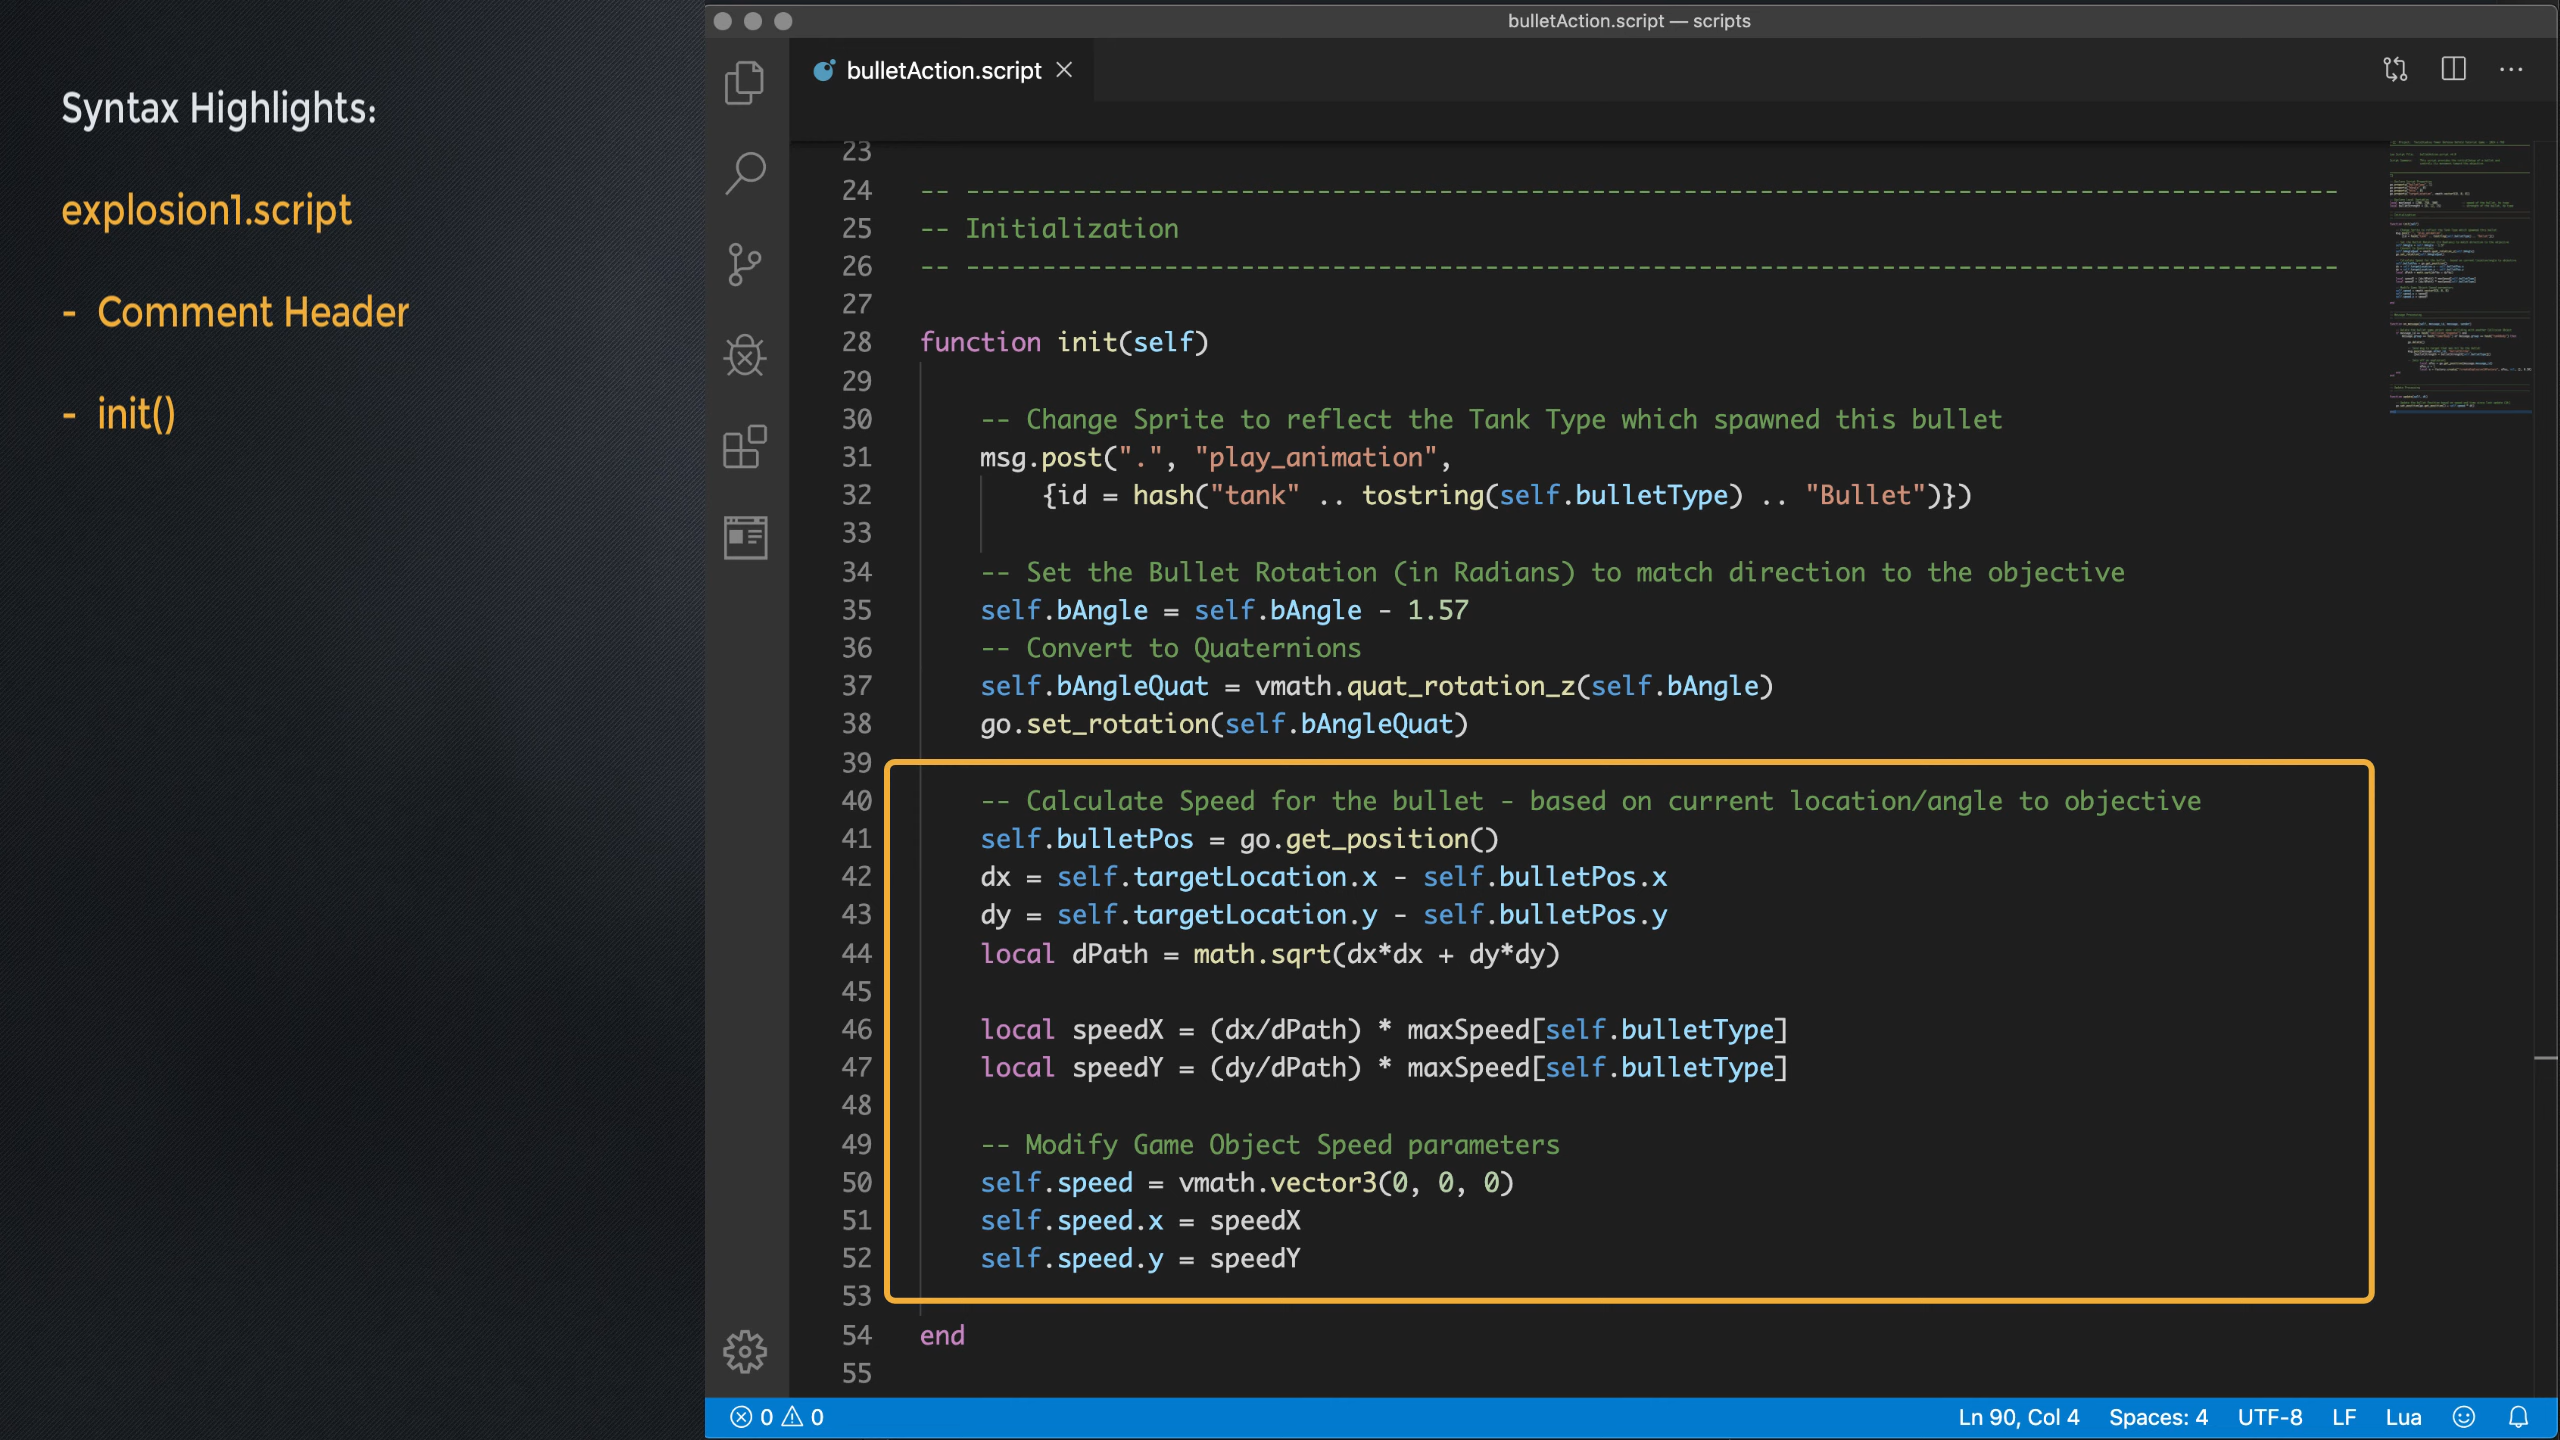 Syntax Highlights:
explosion1.script
- Comment Header
- init()
bulletAction.script — scripts
bulletAction.script
23
24 -- ------------------------------------------------------------------------------------------
25 -- Initialization
26 -- ------------------------------------------------------------------------------------------
27
28 function init(self)
29
30 -- Change Sprite to reflect the Tank Type which spawned this bullet
31 msg.post(".", "play_animation",
32 {id = hash("tank" .. tostring(self.bulletType) .. "Bullet")})
33
34 -- Set the Bullet Rotation (in Radians) to match direction to the objective
35 self.bAngle = self.bAngle - 1.57
36 -- Convert to Quaternions
37 self.bAngleQuat = vmath.quat_rotation_z(self.bAngle)
38 go.set_rotation(self.bAngleQuat)
39
40 -- Calculate Speed for the bullet - based on current location/angle to objective
41 self.bulletPos = go.get_position()
42 dx = self.targetLocation.x - self.bulletPos.x
43 dy = self.targetLocation.y - self.bulletPos.y
44 local dPath = math.sqrt(dx*dx + dy*dy)
45
46 local speedX = (dx/dPath) * maxSpeed[self.bulletType]
47 local speedY = (dy/dPath) * maxSpeed[self.bulletType]
48
49 -- Modify Game Object Speed parameters
50 self.speed = vmath.vector3(0, 0, 0)
51 self.speed.x = speedX
52 self.speed.y = speedY
53
54 end
55
0 0 Ln 90, Col 4 Spaces: 4 UTF-8 LF Lua